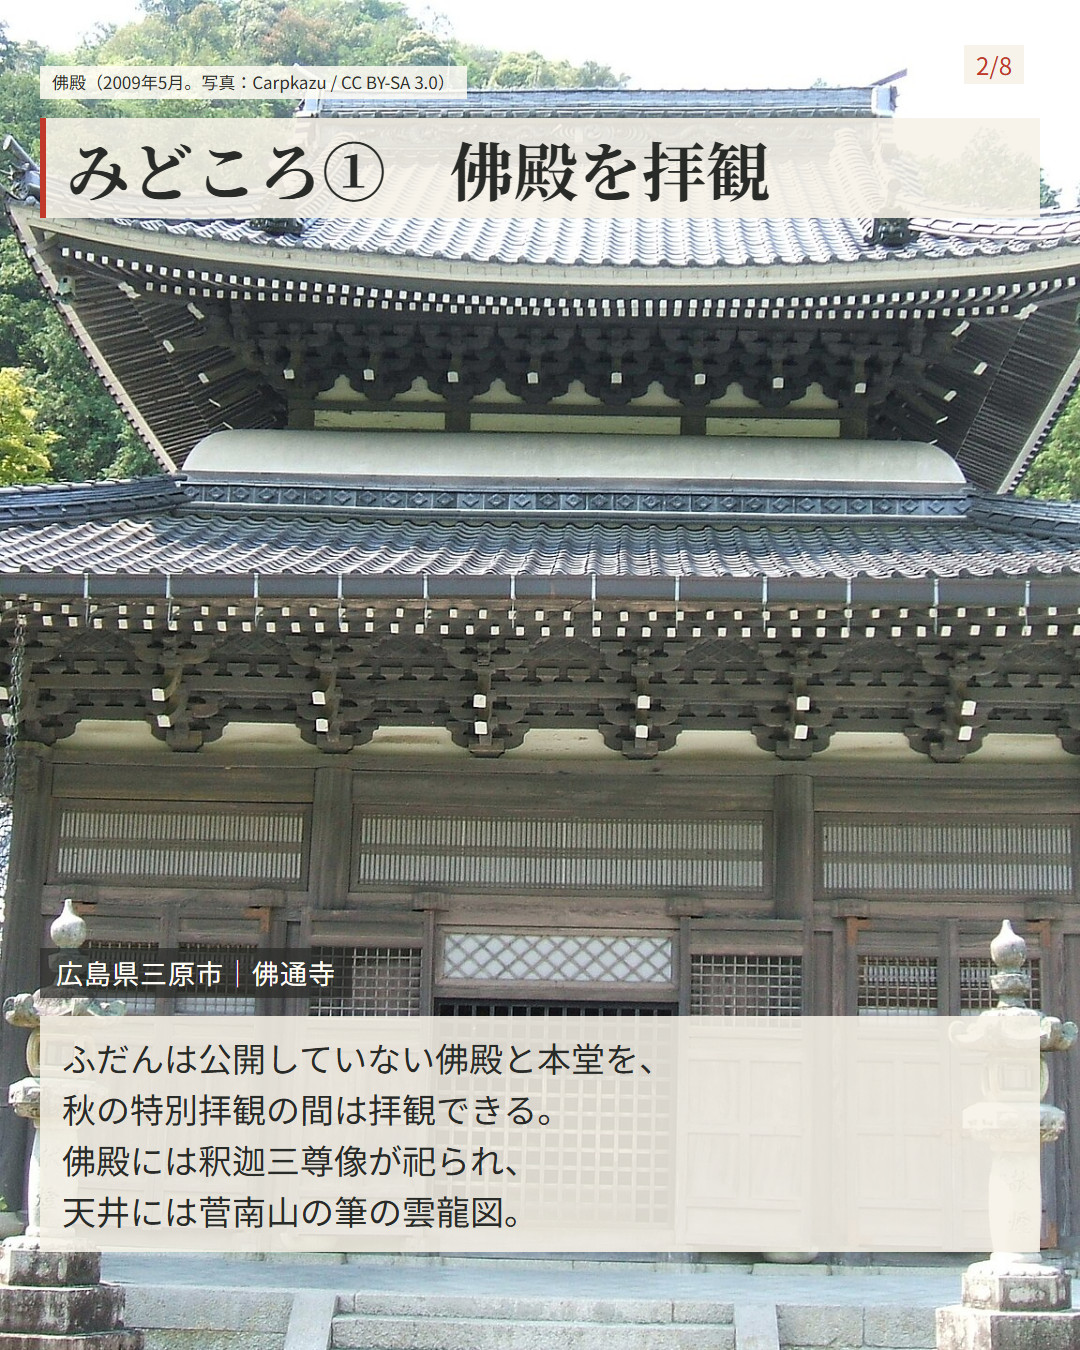 佛殿（2009年5月。写真：Carpkazu / CC BY-SA 3.0）
2/8
みどころ①　佛殿を拝観
広島県三原市｜佛通寺
ふだんは公開していない佛殿と本堂を、
秋の特別拝観の間は拝観できる。
佛殿には釈迦三尊像が祀られ、
天井には菅南山の筆の雲龍図。